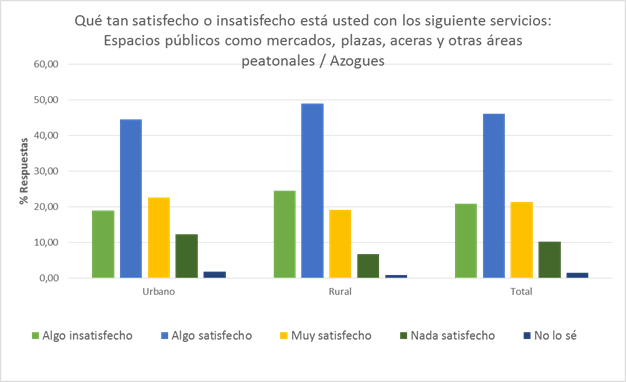 Qué tan satisfecho o insatisfecho está usted con los siguiente servicios:
Espacios públicos como mercados, plazas, aceras y otras áreas
peatonales / Azogues
% Respuestas
60,00
50,00
40,00
30,00
20,00
10,00
0,00
Urbano Rural Total
Algo insatisfecho Algo satisfecho Muy satisfecho Nada satisfecho No lo sé